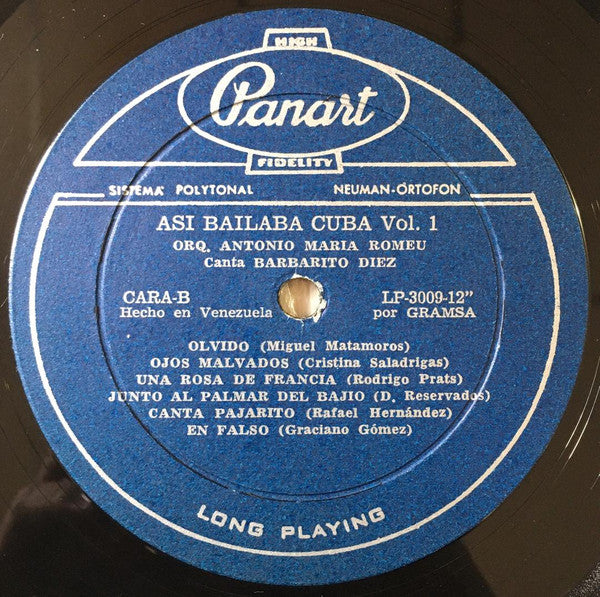 HIGH
Panart
FIDELITY
SISTEMA POLYTONAL NEUMAN-ORTOFON
ASI BAILABA CUBA Vol. 1
ORQ. ANTONIO MARIA ROMEU
Canta BARBARITO DIEZ
CARA-B LP-3009-12"
Hecho en Venezuela por GRAMSA
OLVIDO (Miguel Matamoros)
OJOS MALVADOS (Cristina Saladrigas)
UNA ROSA DE FRANCIA (Rodrigo Prats)
JUNTO AL PALMAR DEL BAJIO (D. Reservados)
CANTA PAJARITO (Rafael Hernández)
EN FALSO (Graciano Gómez)
LONG PLAYING